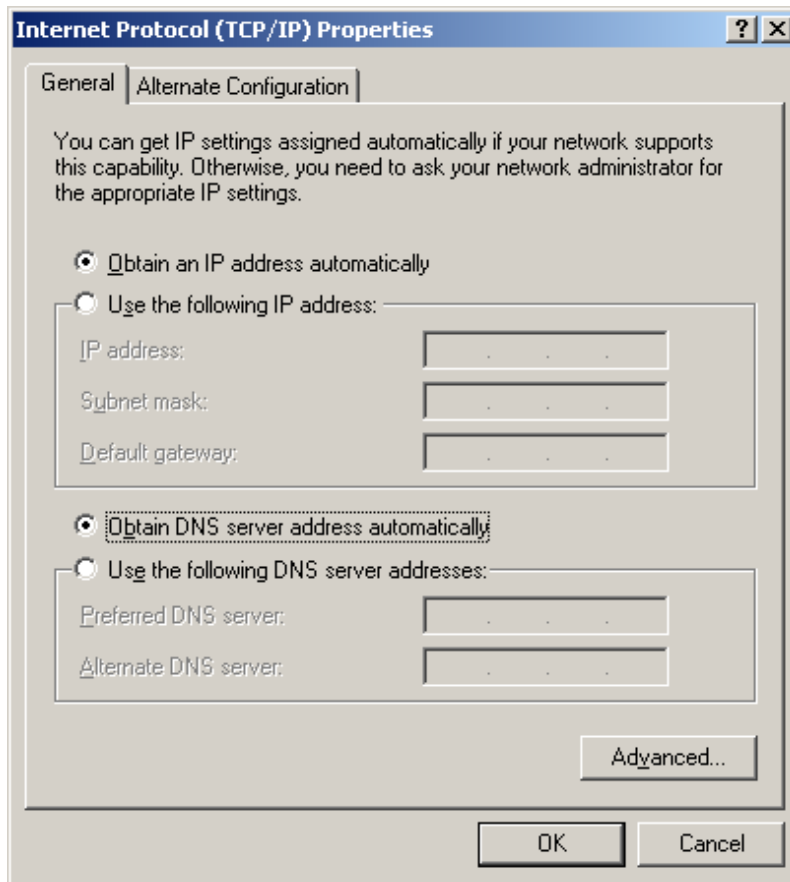 Internet Protocol (TCP/IP) Properties
General
Alternate Configuration
You can get IP settings assigned automatically if your network supports
this capability. Otherwise, you need to ask your network administrator for
the appropriate IP settings.
Obtain an IP address automatically
Use the following IP address:
IP address:
Subnet mask:
Default gateway:
Obtain DNS server address automatically
Use the following DNS server addresses:
Preferred DNS server:
Alternate DNS server:
Advanced...
OK
Cancel